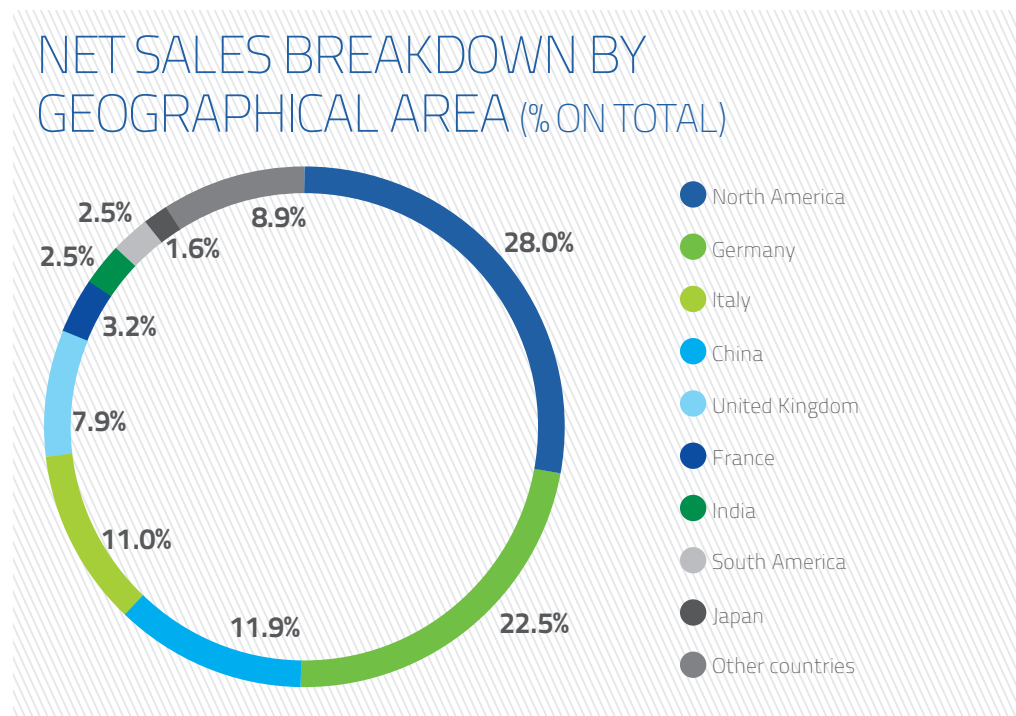 NET SALES BREAKDOWN BY
GEOGRAPHICAL AREA (% ON TOTAL)
2.5%
8.9%
28.0%
2.5%
1.6%
3.2%
7.9%
11.0%
11.9%
22.5%
North America
Germany
Italy
China
United Kingdom
France
India
South America
Japan
Other countries